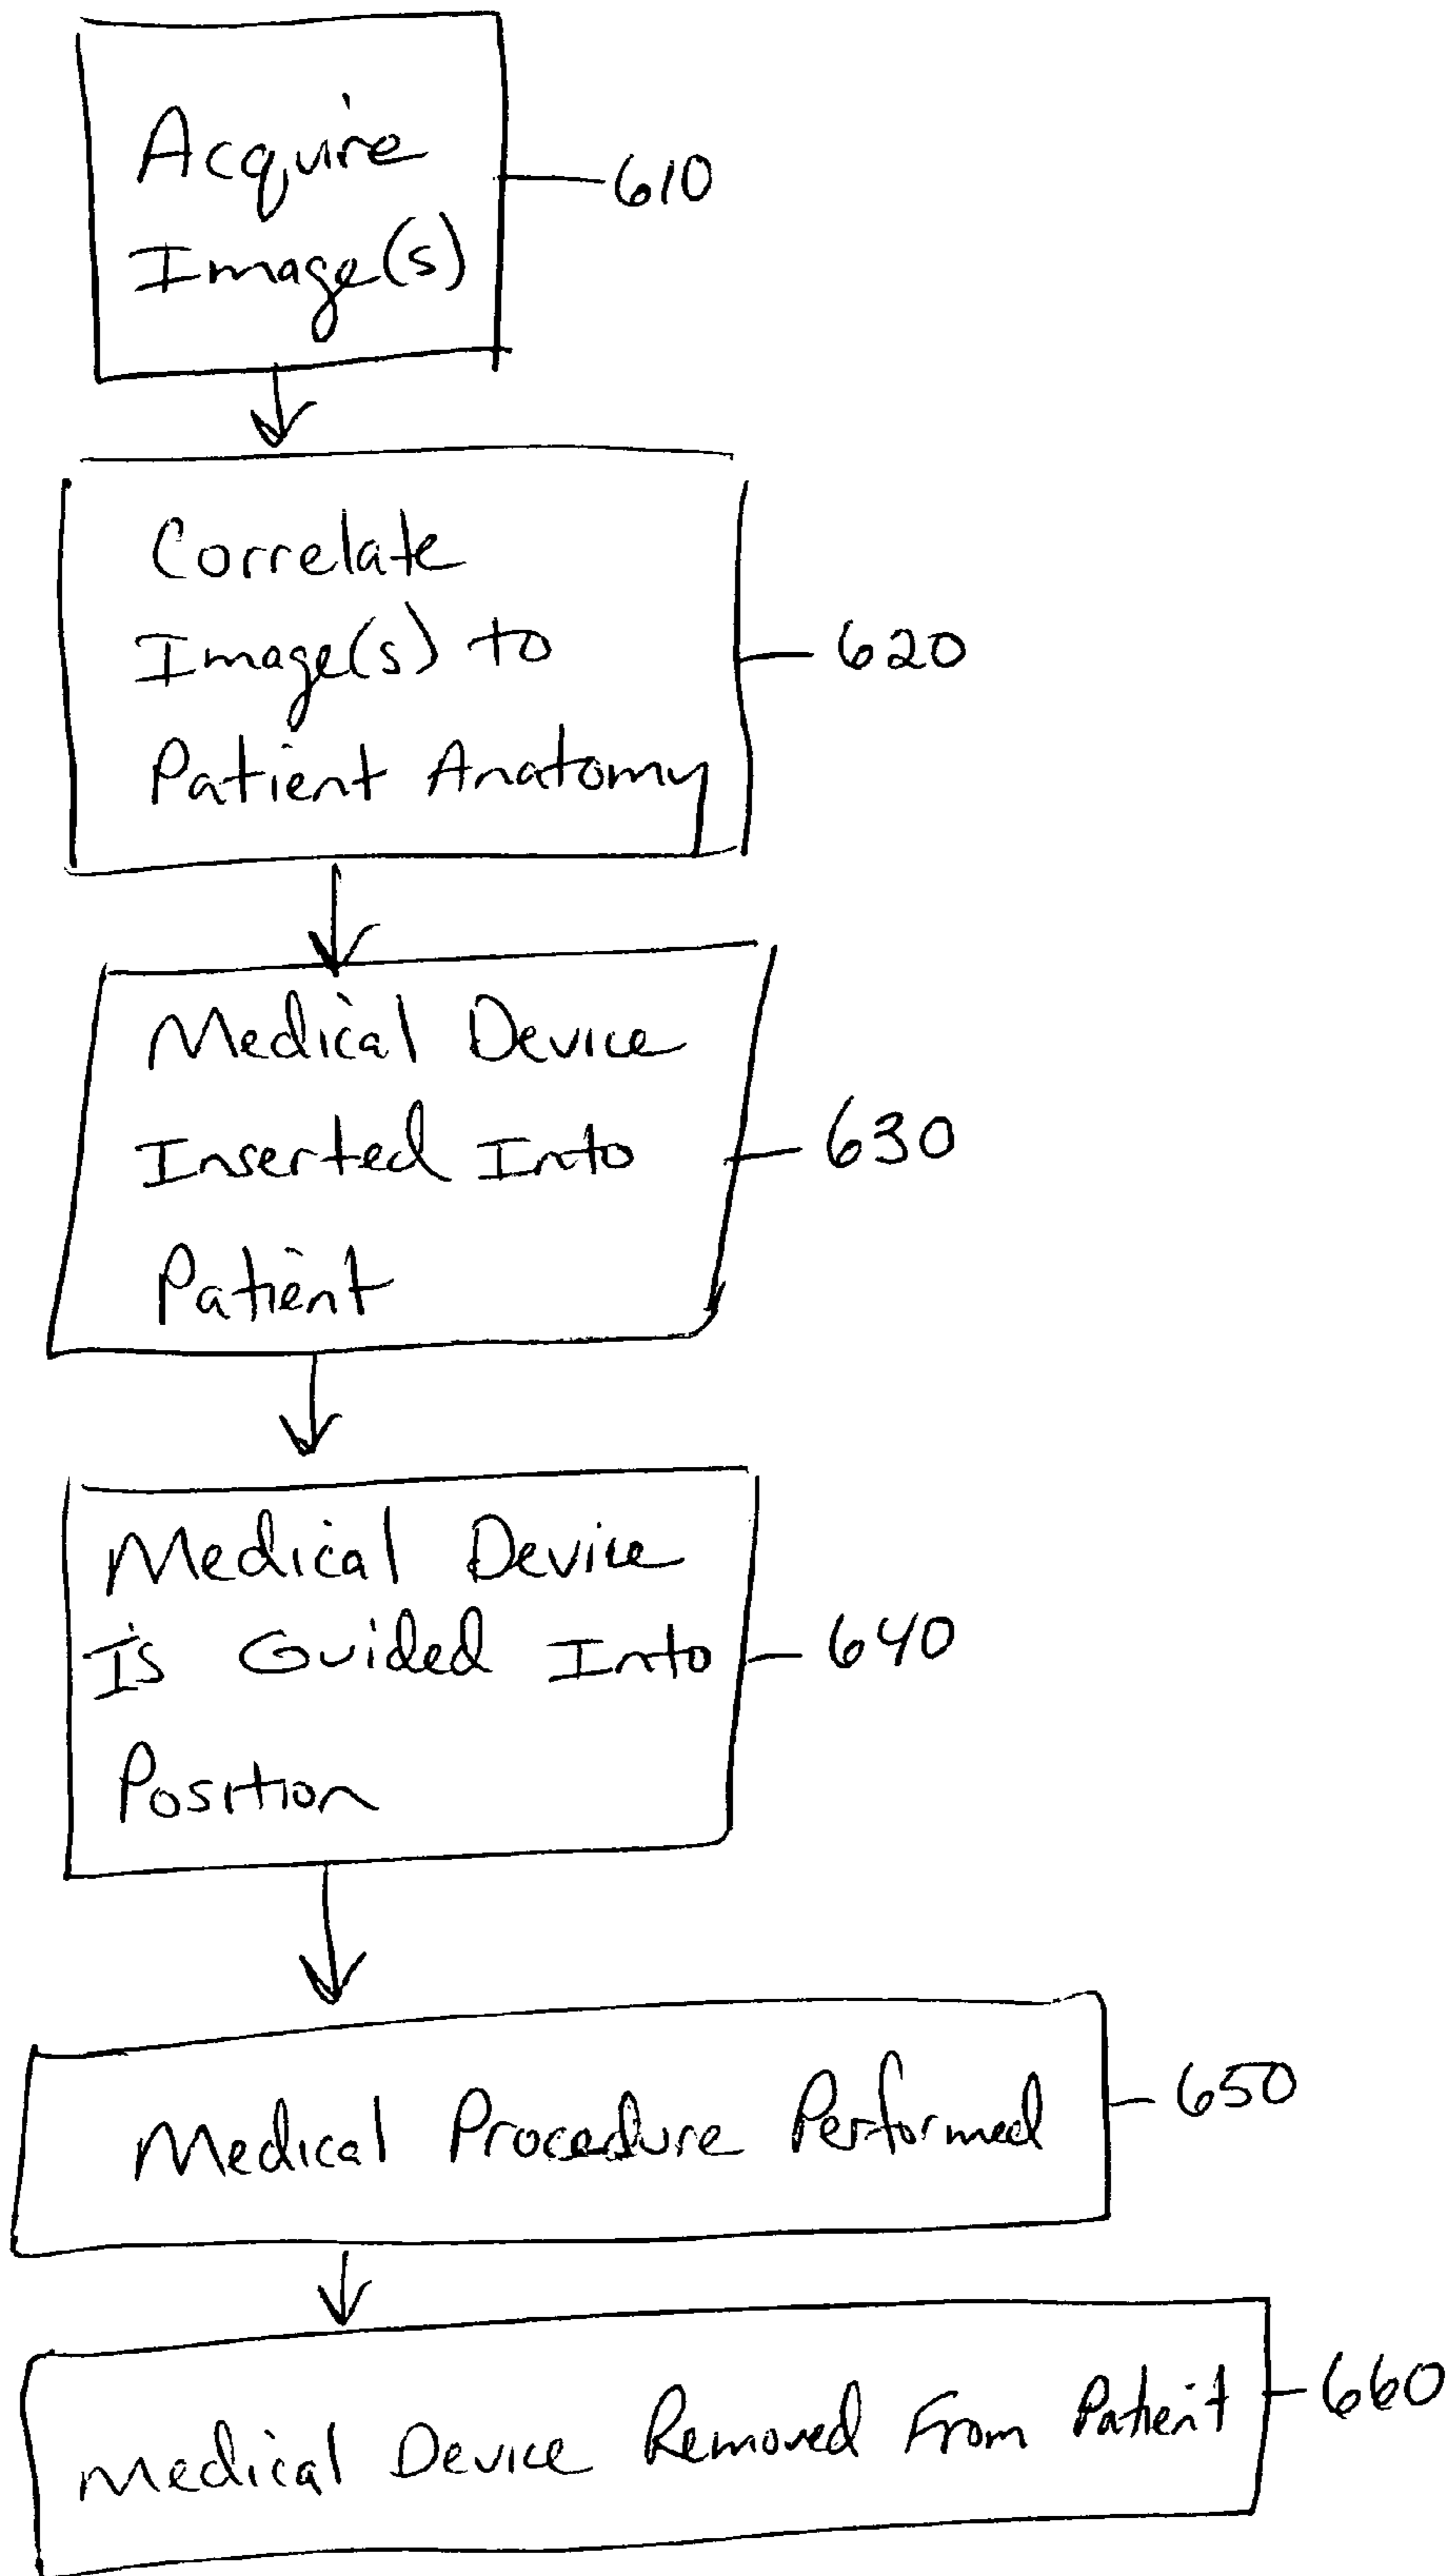 Acquire
Image(s)
610
Correlate
Image(s) to
Patient Anatomy
620
Medical Device
Inserted Into
Patient
630
Medical Device
Is Guided Into
Position
640
Medical Procedure Performed
650
Medical Device Removed From Patient
660